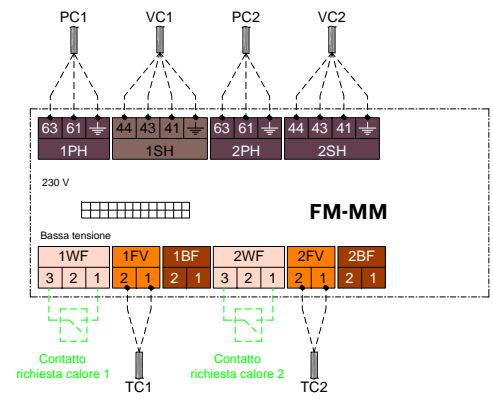 PC1 VC1 PC2 VC2
63 61 44 43 41 63 61 44 43 41
1PH 1SH 2PH 2SH
230 V
FM-MM
Bassa tensione
1WF 1FV 1BF 2WF 2FV 2BF
3 2 1 2 1 2 1 3 2 1 2 1 2 1
Contatto
richiesta calore 1
Contatto
richiesta calore 2
TC1 TC2